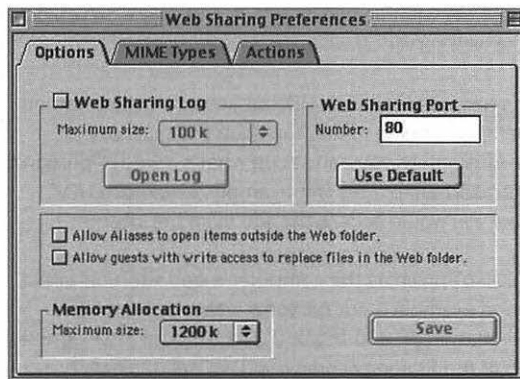 Web Sharing Preferences
Options MIME Types Actions
Web Sharing Log
Maximum size: 100 k
Open Log
Web Sharing Port
Number: 80
Use Default
Allow Aliases to open items outside the Web folder.
Allow guests with write access to replace files in the Web folder.
Memory Allocation
Maximum size: 1200 k
Save